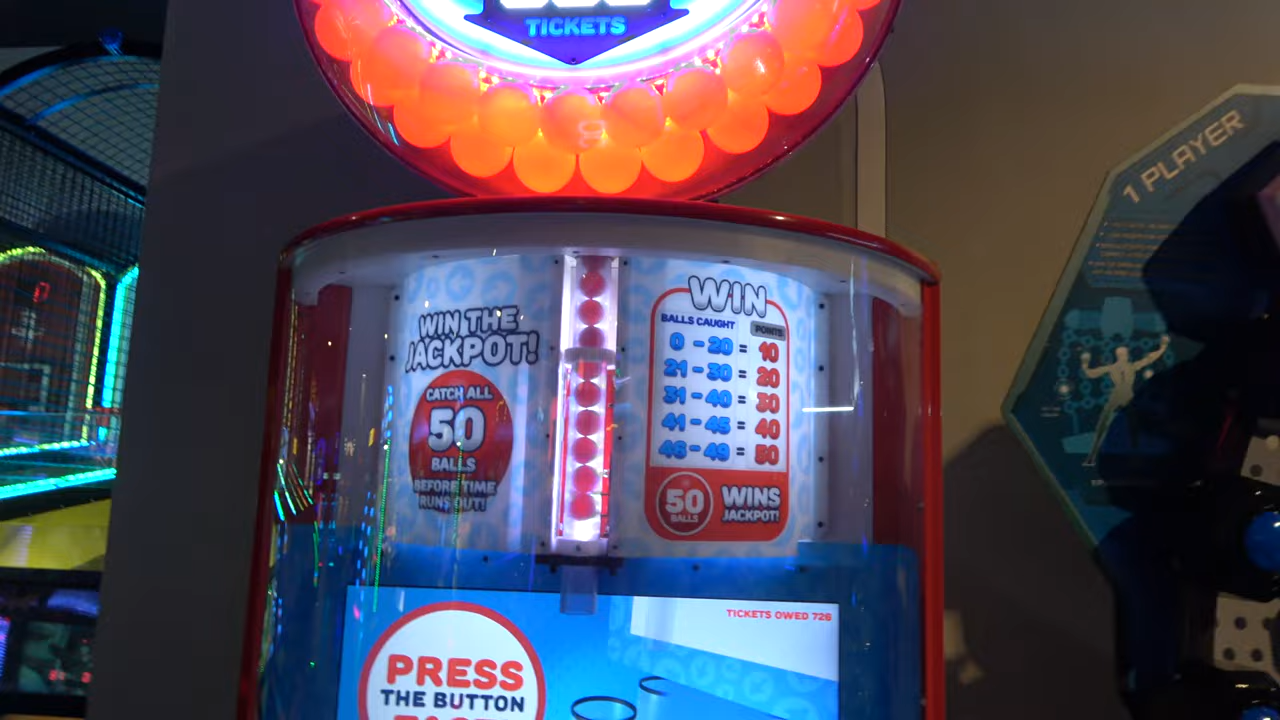 TICKETS
1 PLAYER
WIN THE
JACKPOT!
CATCH ALL
50
BALLS
BEFORE TIME
RUNS OUT!
WIN
BALLS CAUGHT POINTS
0 - 20 = 10
21 - 30 = 20
31 - 40 = 30
41 - 45 = 40
46 - 49 = 50
50
BALLS
WINS
JACKPOT!
TICKETS OWED 726
PRESS
THE BUTTON